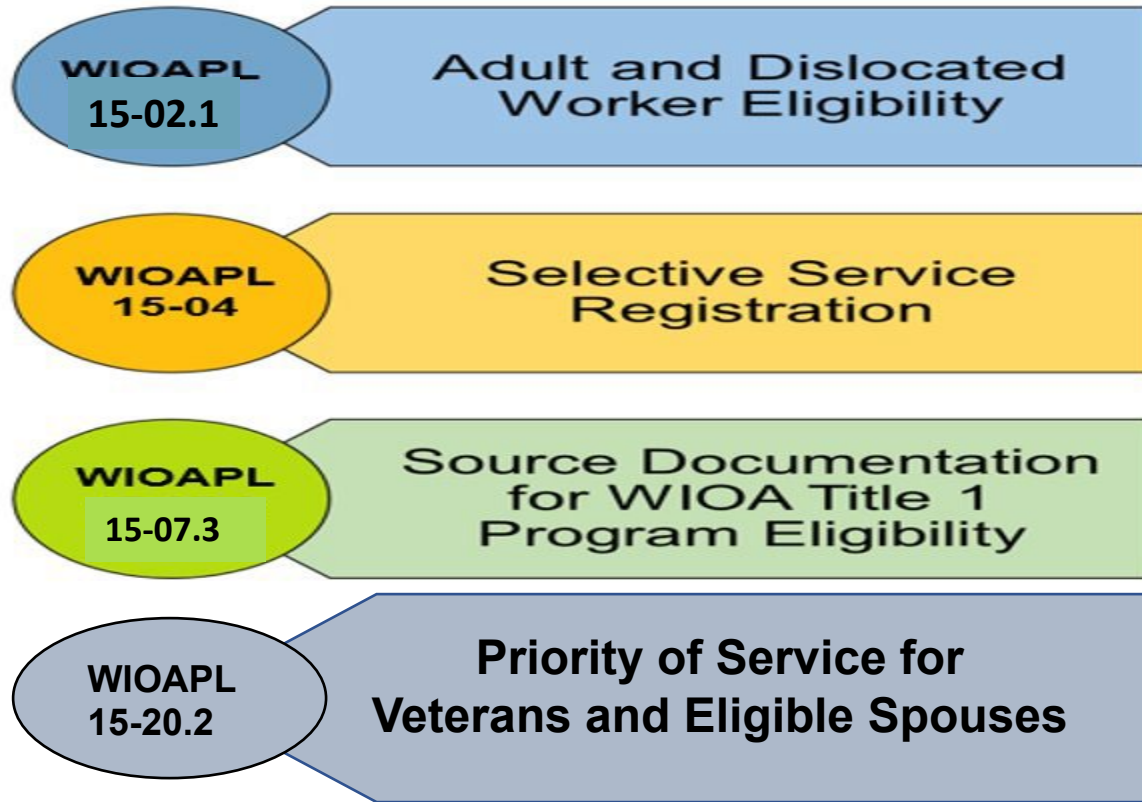 WIOAPL
15-02.1
Adult and Dislocated
Worker Eligibility
WIOAPL
15-04
Selective Service
Registration
WIOAPL
15-07.3
Source Documentation
for WIOA Title 1
Program Eligibility
WIOAPL
15-20.2
Priority of Service for
Veterans and Eligible Spouses